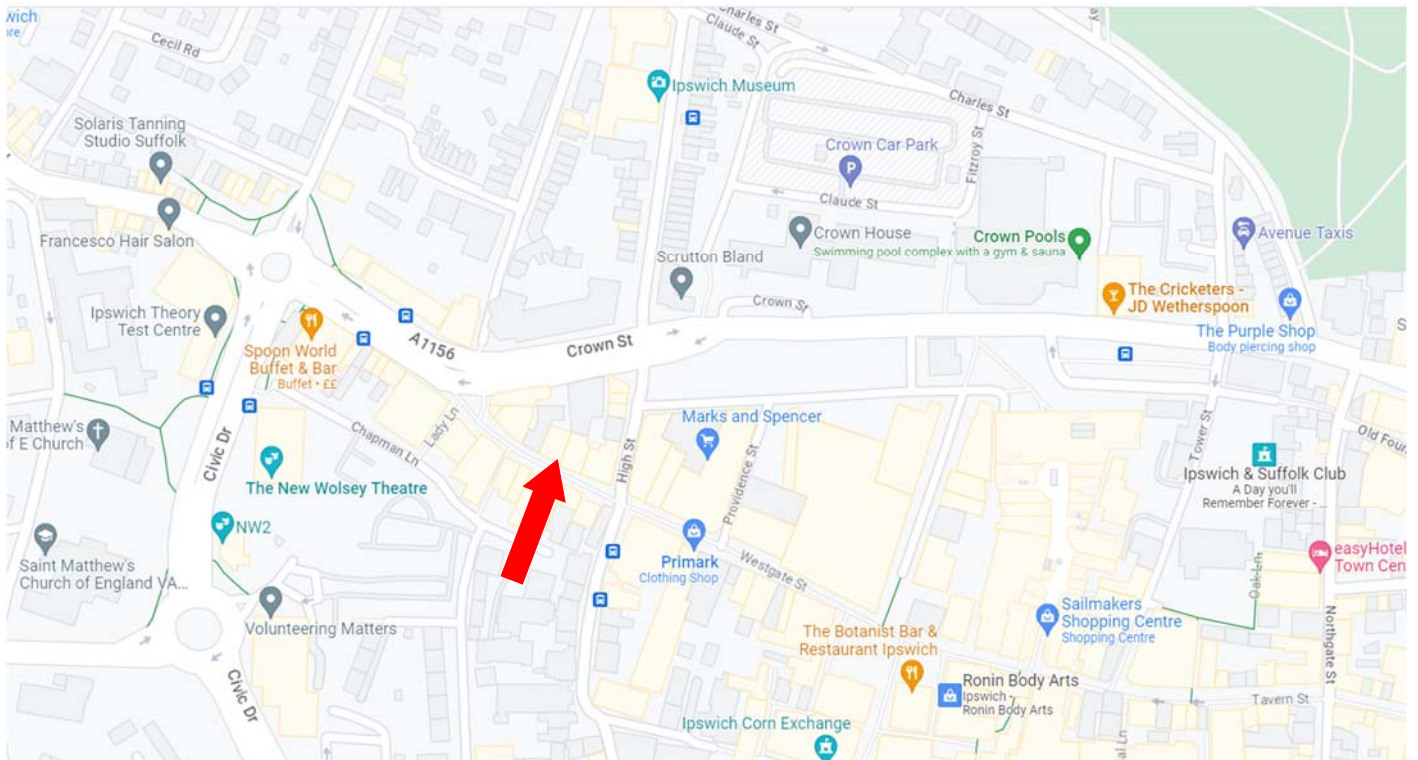 wich
ore
Cecil Rd
Charles St
Claude St
Charles St
Ipswich Museum
Solaris Tanning
Studio Suffolk
Crown Car Park
P
Fitzroy St
Claude St
Francesco Hair Salon
Crown House
Crown Pools
Swimming pool complex with a gym & sauna
Avenue Taxis
Scrutton Bland
Crown St
The Cricketers -
JD Wetherspoon
Ipswich Theory
Test Centre
The Purple Shop
Body piercing shop
S
A1156
Crown St
Spoon World
Buffet & Bar
Buffet • ££
Matthew's
of E Church
Civic Dr
Lady Ln
Chapman Ln
High St
Marks and Spencer
Providence St
Tower St
Old Foun
Ipswich & Suffolk Club
A Day you'll
Remember Forever - ...
The New Wolsey Theatre
NW2
Saint Matthew's
Church of England VA...
Primark
Clothing Shop
Westgate St
easyHotel
Town Cen
Oak Ln
Sailmakers
Shopping Centre
Shopping Centre
Northgate St
Volunteering Matters
The Botanist Bar &
Restaurant Ipswich
Ronin Body Arts
Ipswich -
Ronin Body Arts
Tavern St
Civic Dr
Ipswich Corn Exchange
al Ln